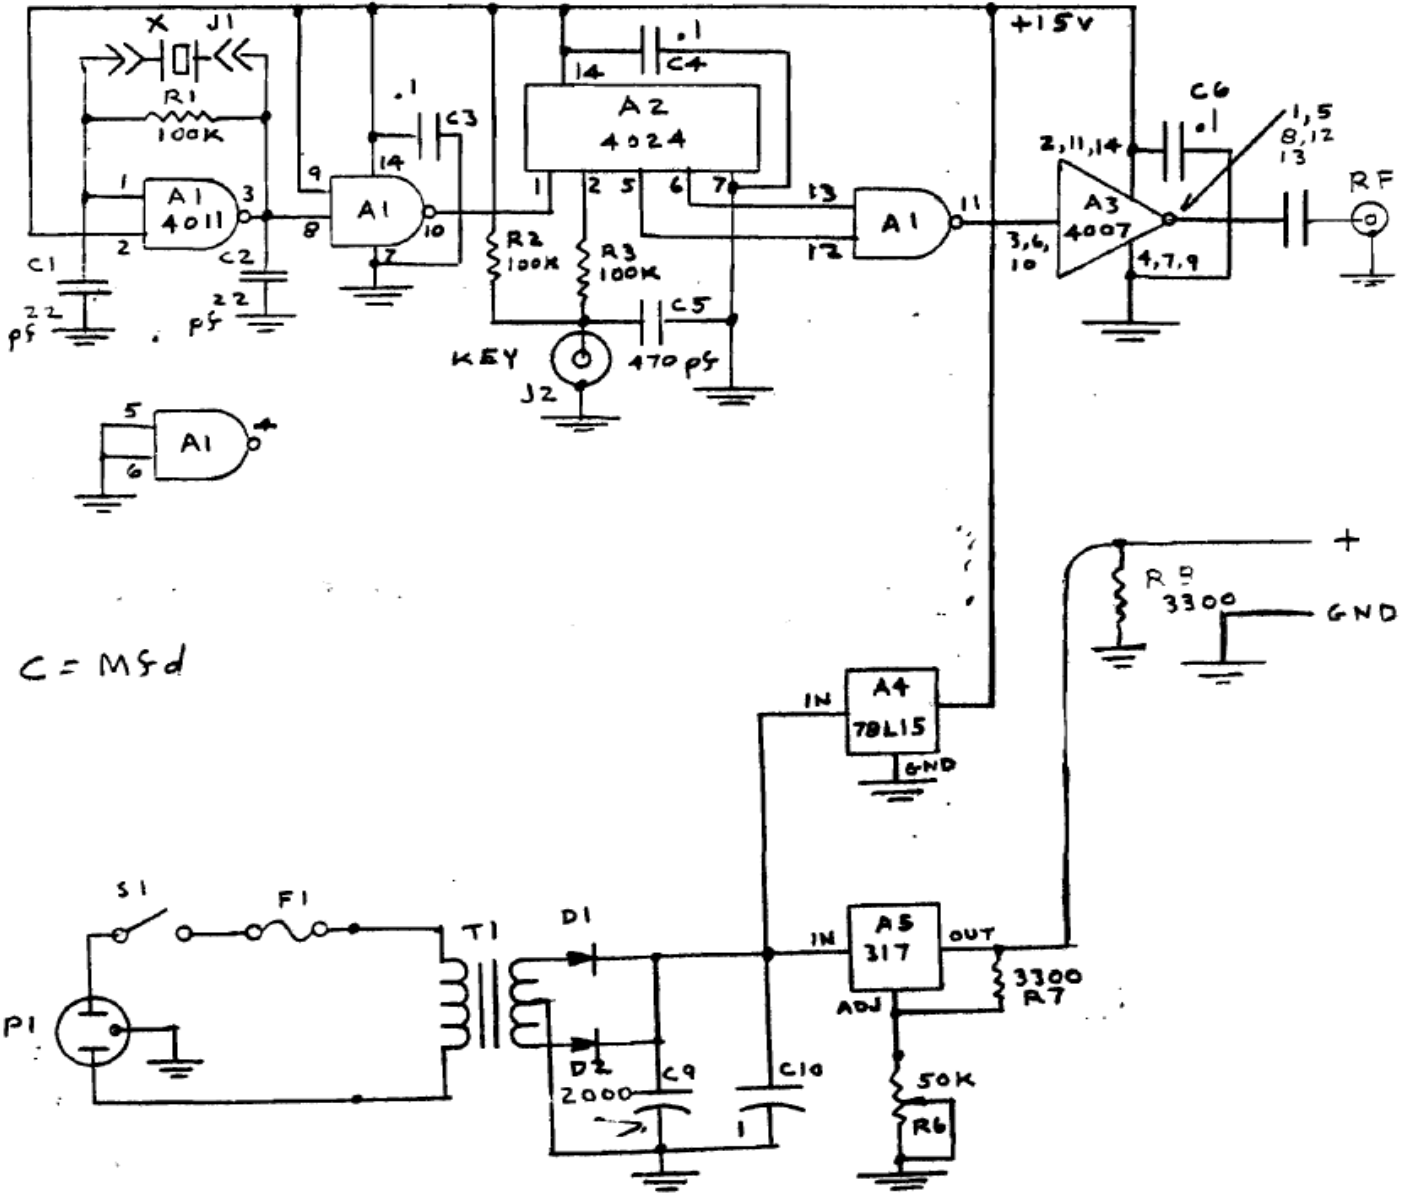 X J1
R1
100K
1
2
3
A1
4011
C1
22
pf
C2
22
pf
9
8
14
A1
10
7
.1
C3
R2
100K
14
.1
C4
A2
4024
1 2 5 6 7
R3
100K
C5
470 pf
KEY
J2
13
12
A1
11
+15V
2,11,14
A3
4007
3,6,
10
4,7,9
C6
.1
1,5
8,12
13
RF
5
6
A1
4
C = Mfd
+
3300
GND
IN
A4
78L15
GND
S1
F1
T1
D1
D2
P1
2000
C9
C10
1
IN
A5
317
OUT
ADJ
3300
R7
50K
R6